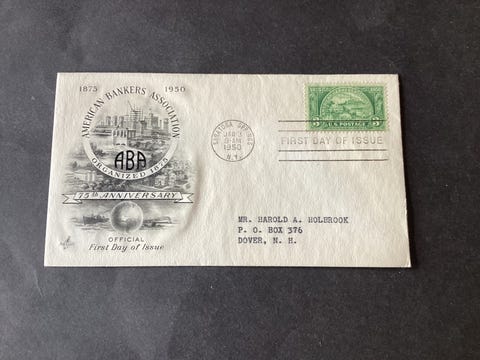 1875 1950
AMERICAN BANKERS ASSOCIATION
ABA
ORGANIZED 1875
75th ANNIVERSARY
OFFICIAL
First Day of Issue
SARATOGA SPRINGS
JAN 3
1950
N.Y.
3¢ U.S. POSTAGE 3¢
FIRST DAY OF ISSUE
MR. HAROLD A. HOLBROOK
P. O. BOX 376
DOVER, N. H.